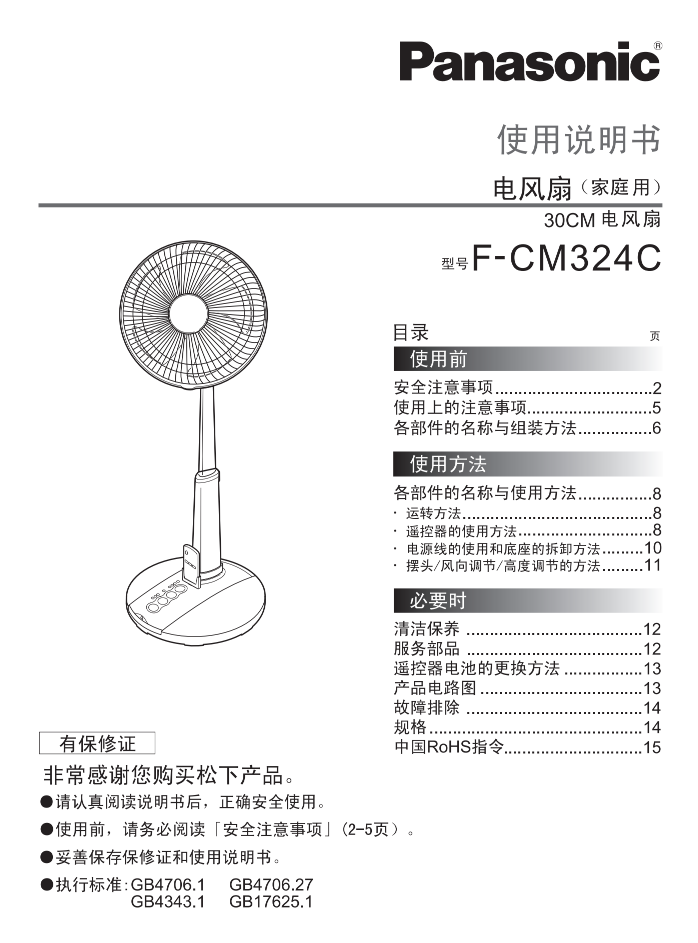 Panasonic®
使用说明书
电风扇（家庭用）
30CM 电风扇
型号 F-CM324C
目录 页
使用前
安全注意事项................................2
使用上的注意事项..........................5
各部件的名称与组装方法...............6
使用方法
各部件的名称与使用方法...............8
· 运转方法.......................................8
· 遥控器的使用方法...........................8
· 电源线的使用和底座的拆卸方法.........10
· 摆头/风向调节/高度调节的方法.........11
必要时
清洁保养 ....................................12
服务部品 ....................................12
遥控器电池的更换方法 ................13
产品电路图 .................................13
故障排除 ....................................14
规格............................................14
中国RoHS指令.............................15
有保修证
非常感谢您购买松下产品。
●请认真阅读说明书后，正确安全使用。
●使用前，请务必阅读「安全注意事项」(2-5页）。
●妥善保存保修证和使用说明书。
●执行标准:GB4706.1 GB4706.27
GB4343.1 GB17625.1